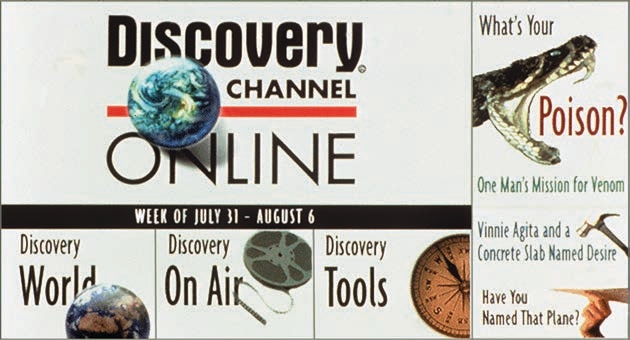 DISCOVERY
CHANNEL
ONLINE
WEEK OF JULY 31 - AUGUST 6
Discovery
World
Discovery
On Air
Discovery
Tools
What's Your
Poison?
One Man's Mission for Venom
Vinnie Agita and a
Concrete Slab Named Desire
Have You
Named That Plane?